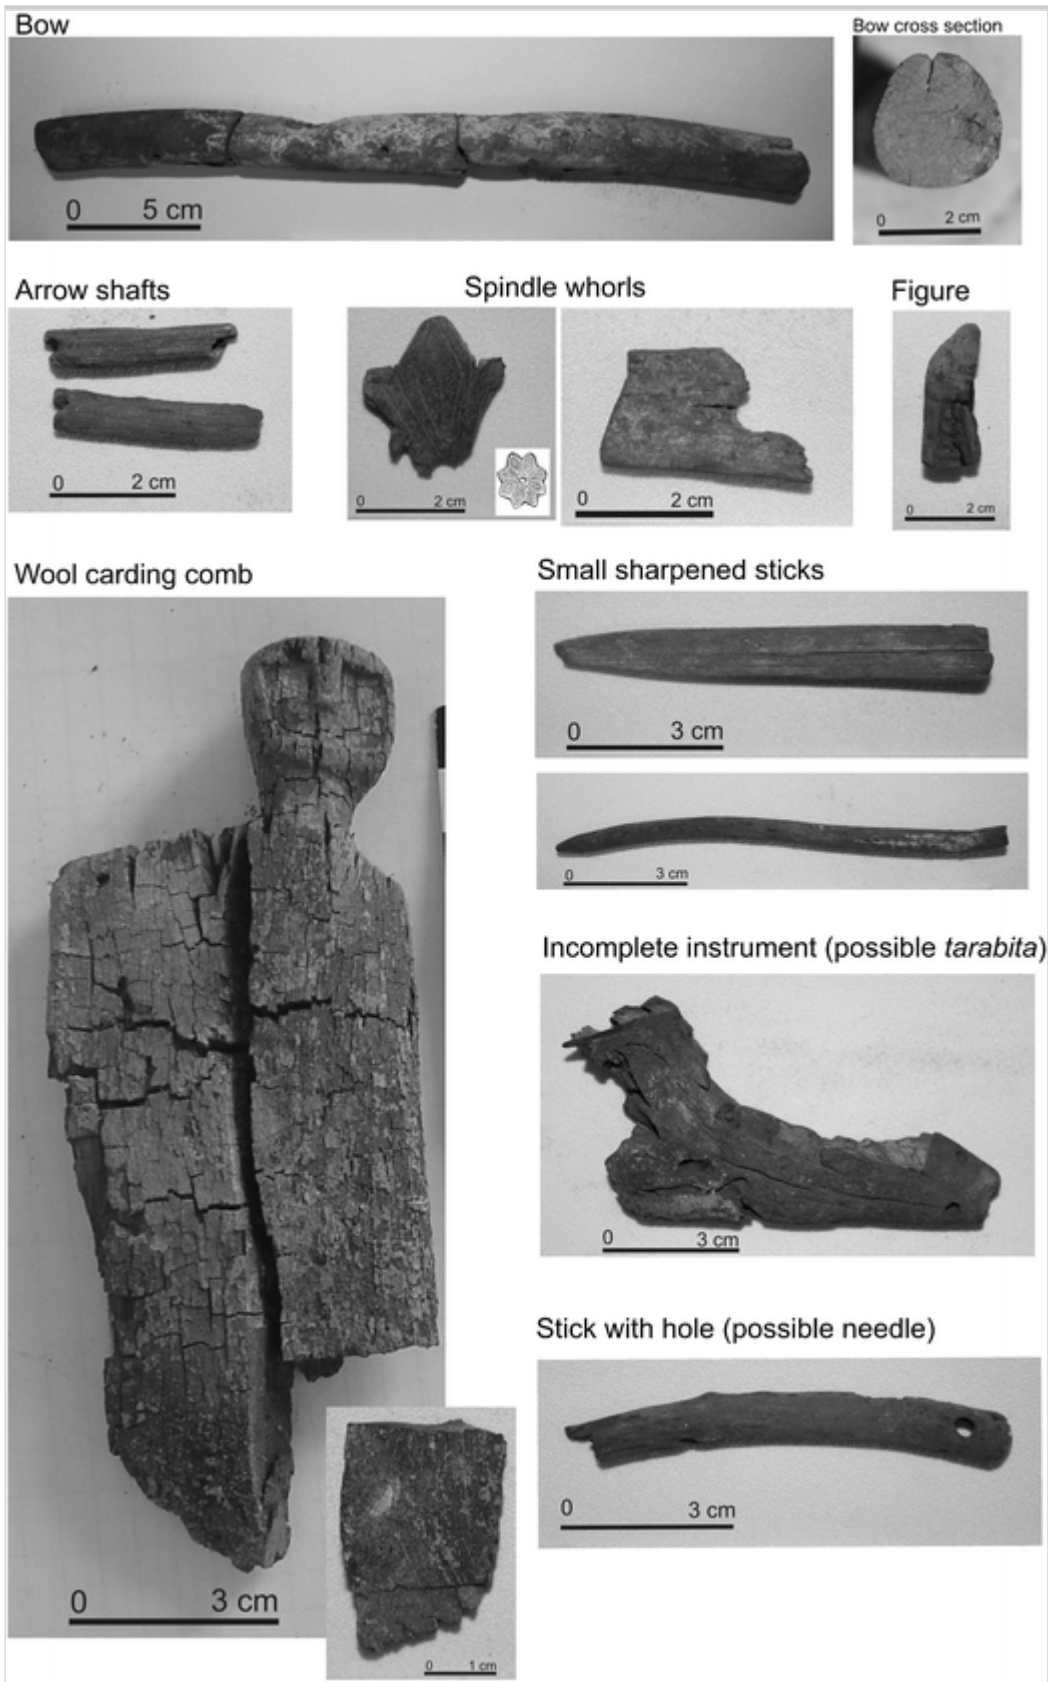 Bow
Bow cross section
0 5 cm
0 2 cm
Arrow shafts
Spindle whorls
Figure
0 2 cm
0 2 cm
0 2 cm
0 2 cm
Wool carding comb
Small sharpened sticks
0 3 cm
0 3 cm
Incomplete instrument (possible tarabita)
0 3 cm
Stick with hole (possible needle)
0 3 cm
0 3 cm
0 1 cm